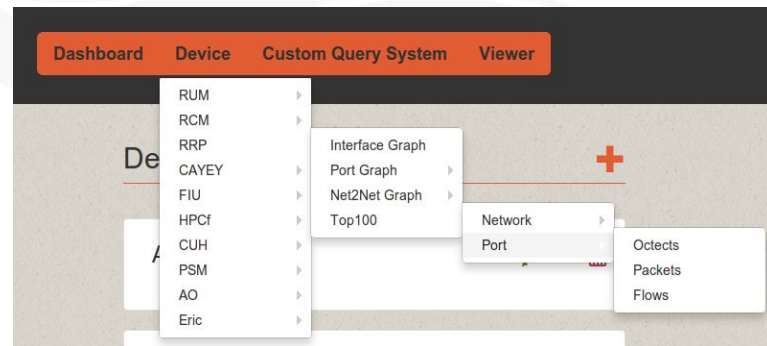 Dashboard Device Custom Query System Viewer
RUM
RCM
RRP
CAYEY
FIU
HPCf
CUH
PSM
AO
Eric
De
A
Interface Graph
Port Graph
Net2Net Graph
Top100
Network
Port
Octects
Packets
Flows